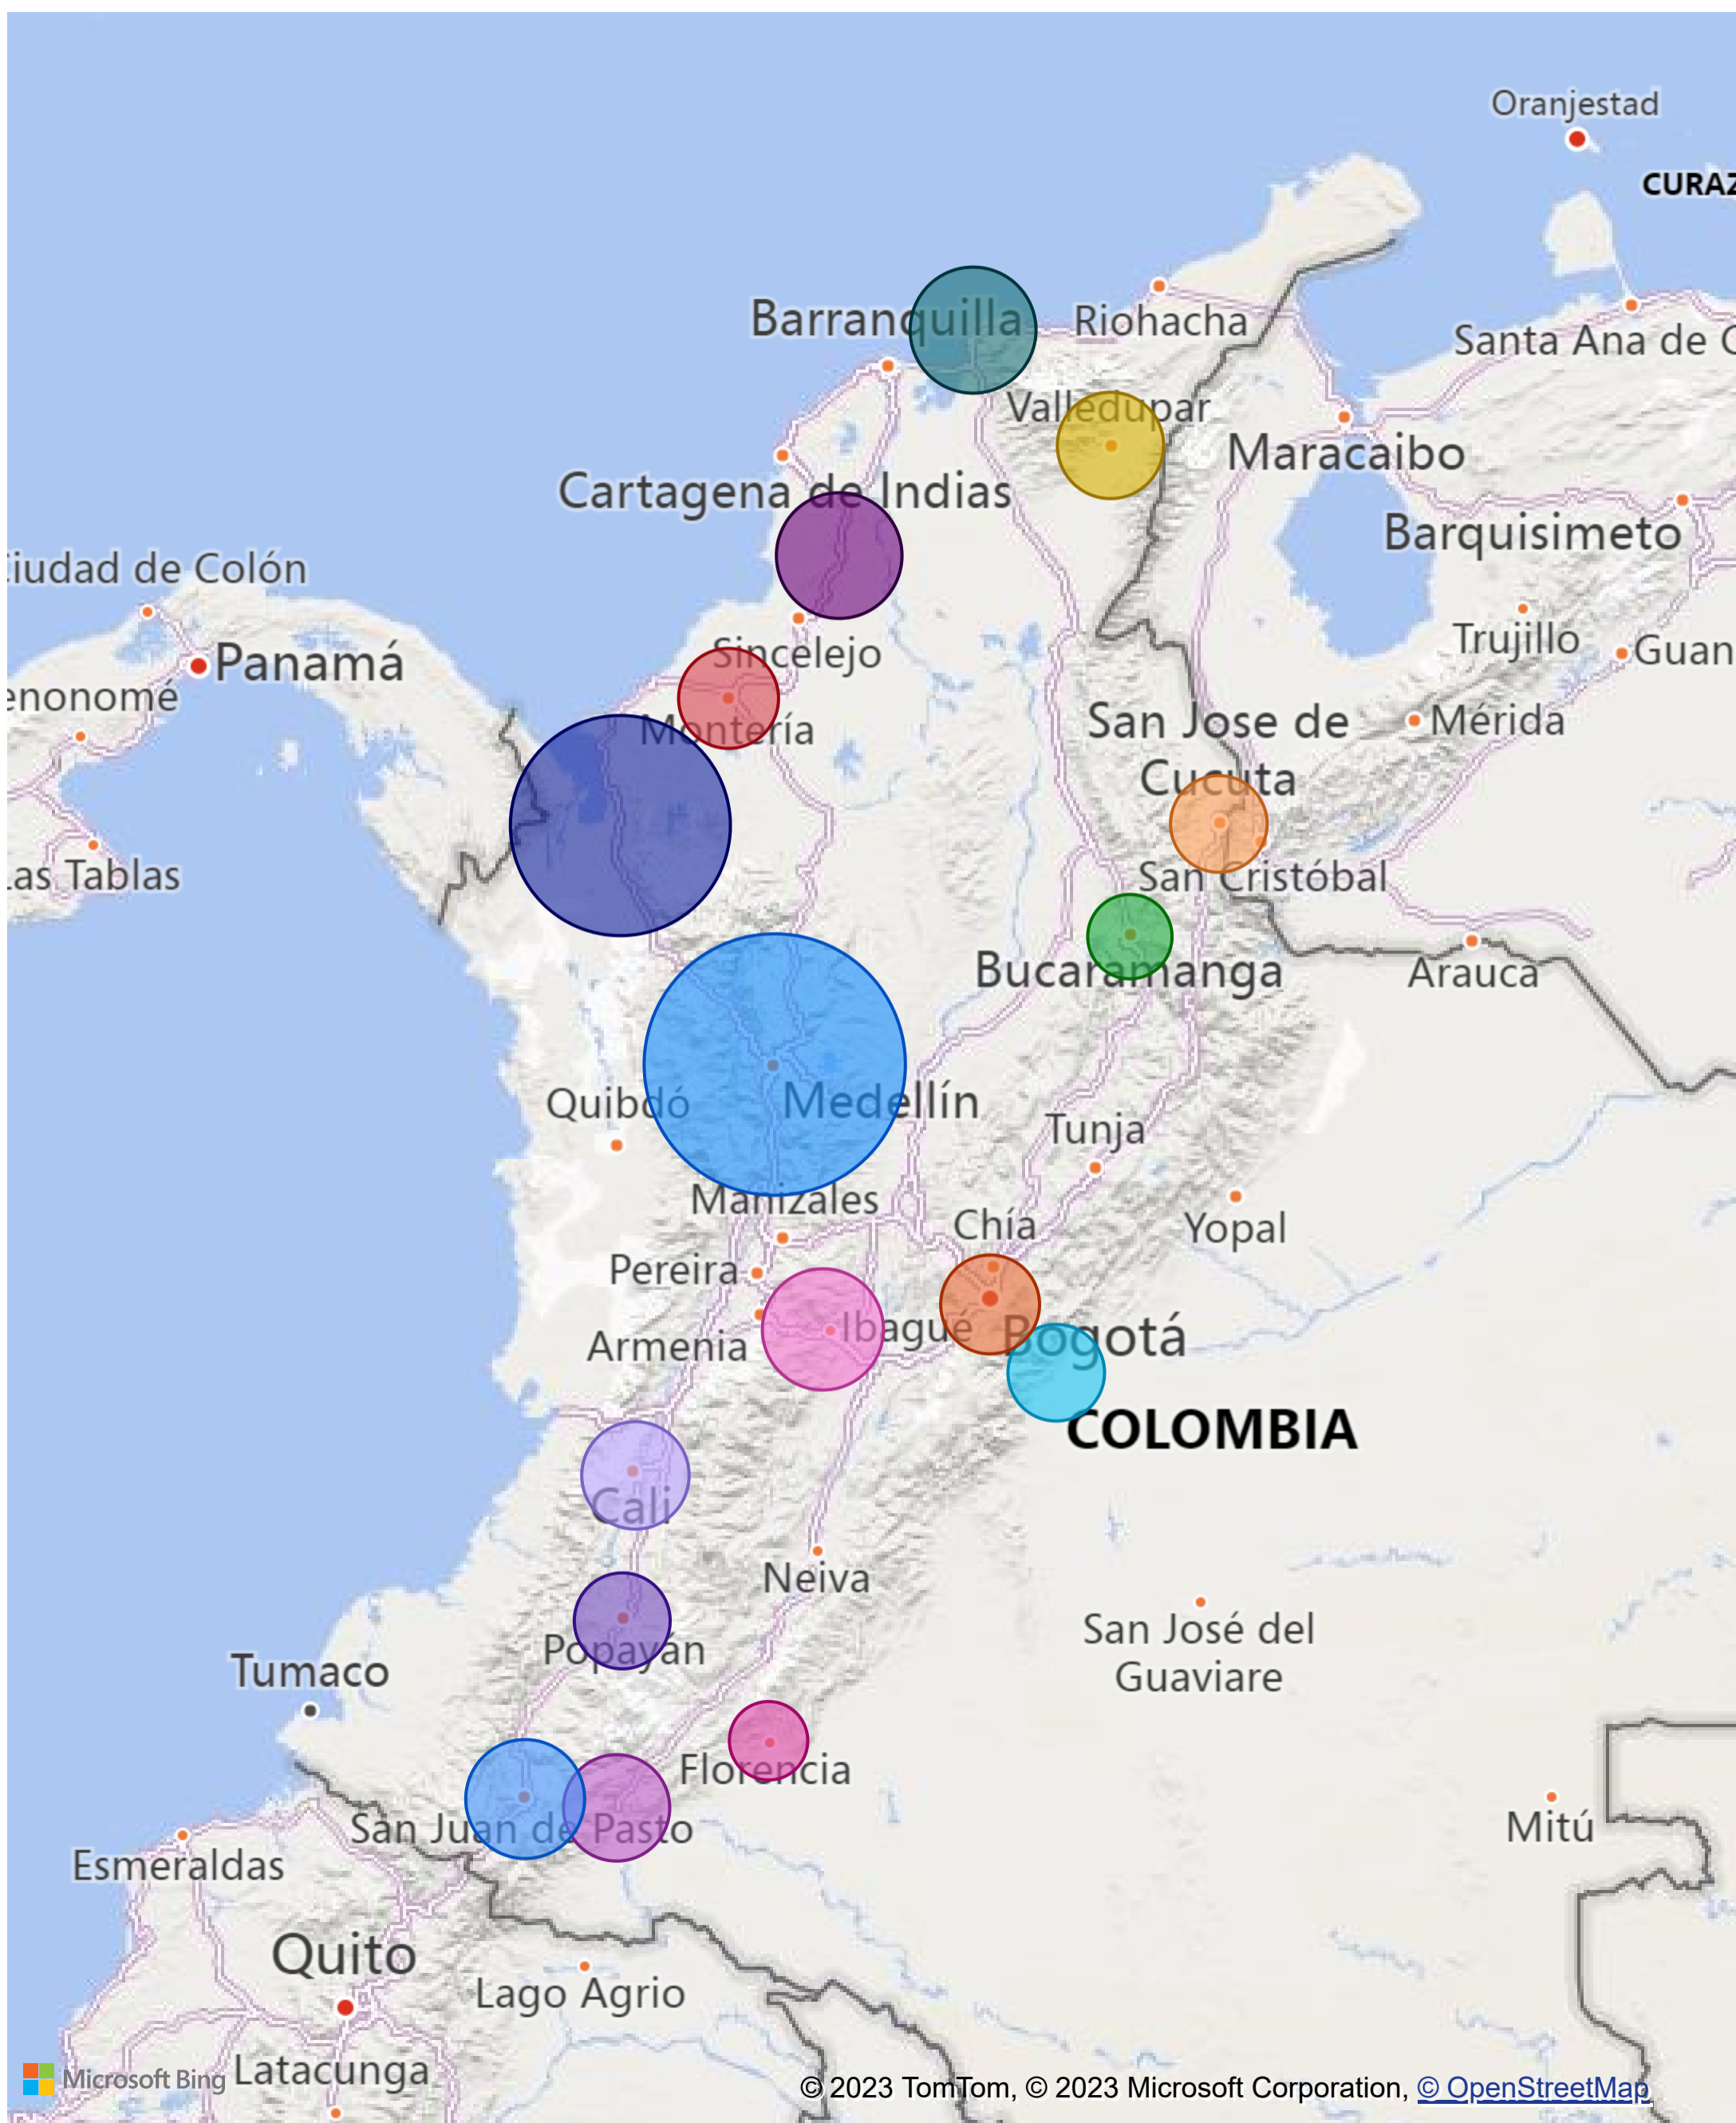 Oranjestad
CURAZ
Barranquilla
Riohacha
Santa Ana de C
Valledupar
Maracaibo
Cartagena de Indias
Barquisimeto
iudad de Colón
Trujillo
Guan
Sincelejo
Panamá
enonomé
San Jose de
Cucuta
Mérida
Montería
as Tablas
San Cristóbal
Bucaramanga
Arauca
Quibdó
Medellín
Tunja
Manizales
Chía
Yopal
Pereira
Ibagué
Bogotá
Armenia
COLOMBIA
Cali
Neiva
San José del
Guaviare
Popayán
Tumaco
Florencia
San Juan de Pasto
Mitú
Esmeraldas
Quito
Lago Agrio
Latacunga
Microsoft Bing
© 2023 TomTom, © 2023 Microsoft Corporation, © OpenStreetMap